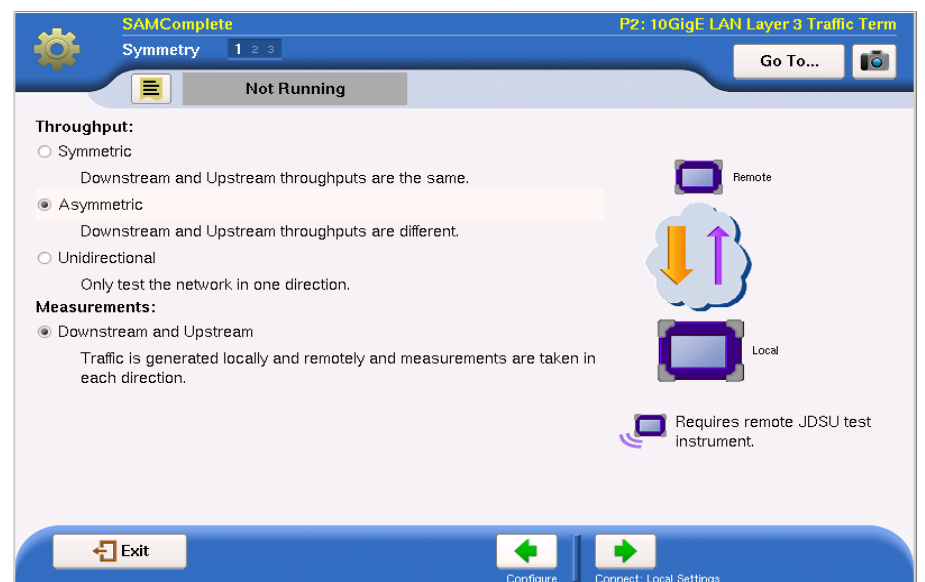 SAMComplete
P2: 10GigE LAN Layer 3 Traffic Term
Symmetry 1 2 3
Go To...
Not Running
Throughput:
Symmetric
Downstream and Upstream throughputs are the same.
Asymmetric
Downstream and Upstream throughputs are different.
Unidirectional
Only test the network in one direction.
Measurements:
Downstream and Upstream
Traffic is generated locally and remotely and measurements are taken in
each direction.
Remote
Local
Requires remote JDSU test
instrument.
Exit
Configure
Connect: Local Settings